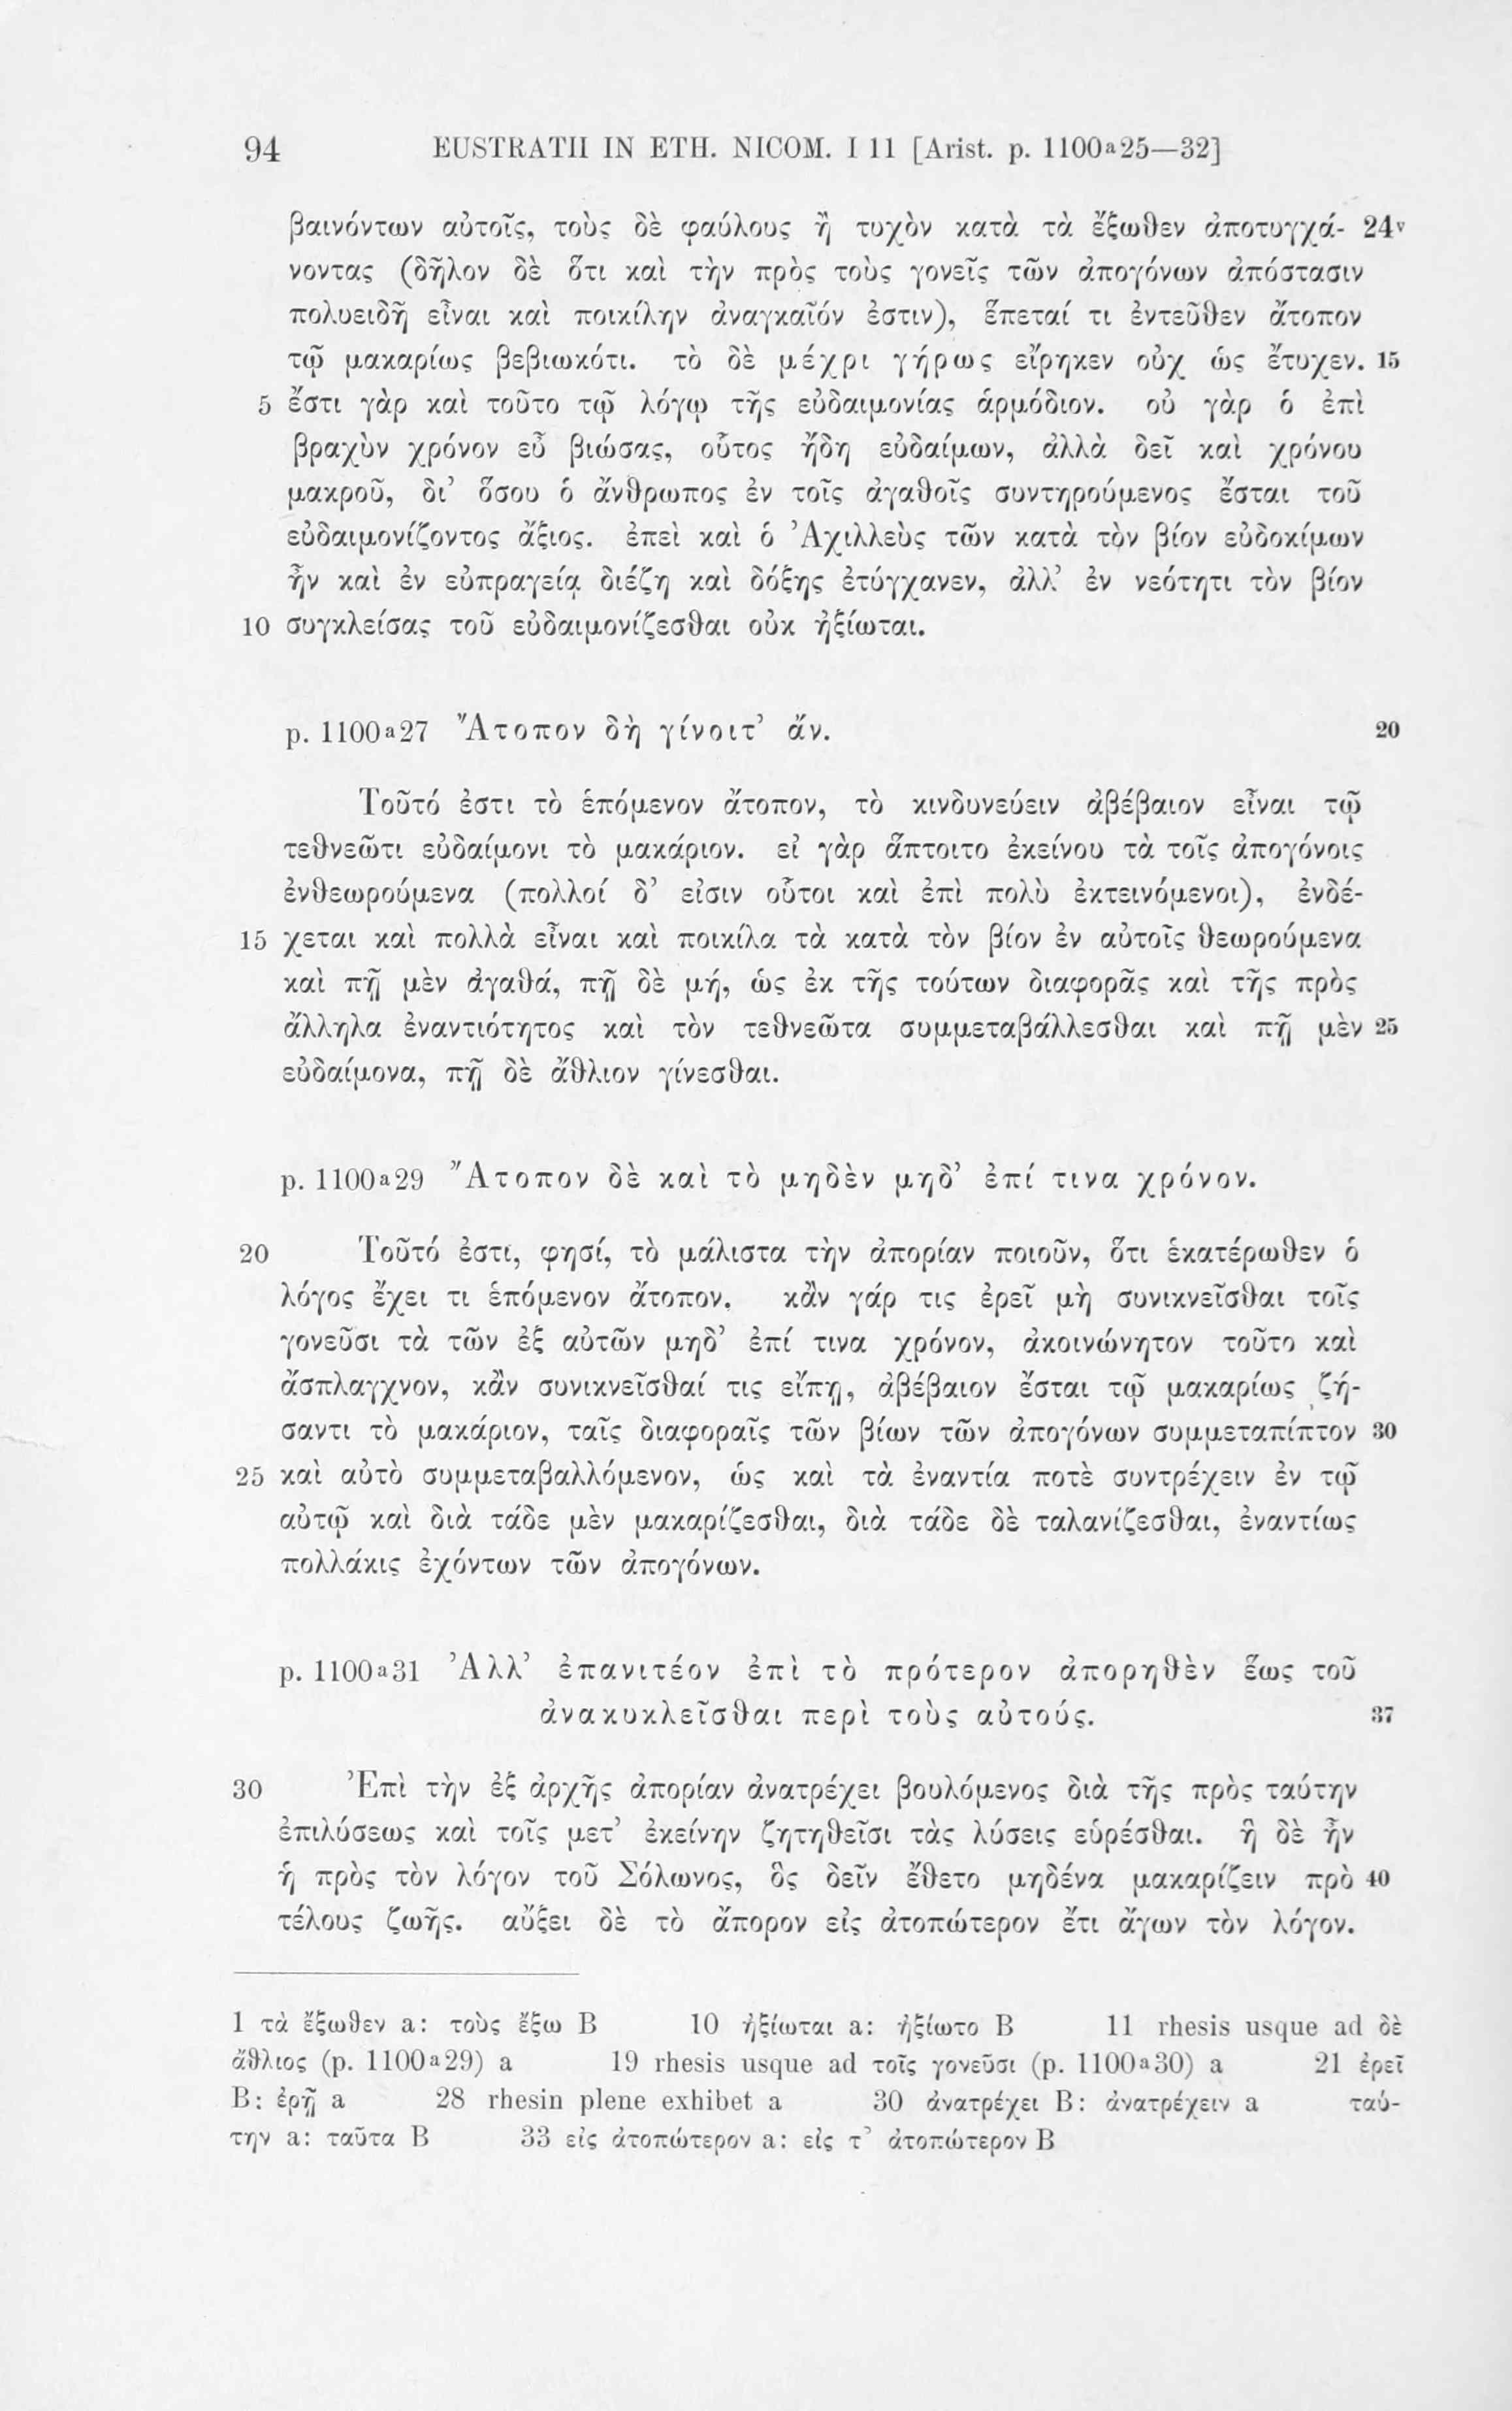 94 EUSTRATII IN ETH. NICOM. I 11 [Arist. p. 1100a25—32]
βαινόντων αὐτοῖς, τοὺς δὲ φαύλους ἢ τυχὸν κατὰ τὰ ἔξωθεν ἀποτυγχά- 24v
νοντας (δῆλον δὲ ὅτι καὶ τὴν πρὸς τοὺς γονεῖς τῶν ἀπογόνων ἀπόστασιν
πολυειδῆ εἶναι καὶ ποικίλην ἀναγκαῖόν ἐστιν), ἕπεταί τι ἐντεῦθεν ἄτοπον
τῷ μακαρίως βεβιωκότι. τὸ δὲ μέχρι γήρως εἴρηκεν οὐχ ὡς ἔτυχεν. 15
5 ἔστι γὰρ καὶ τοῦτο τῷ λόγῳ τῆς εὐδαιμονίας ἁρμόδιον. οὐ γὰρ ὁ ἐπὶ
βραχὺν χρόνον εὖ βιώσας, οὗτος ἤδη εὐδαίμων, ἀλλὰ δεῖ καὶ χρόνου
μακροῦ, δι’ ὅσου ὁ ἄνθρωπος ἐν τοῖς ἀγαθοῖς συντηρούμενος ἔσται τοῦ
εὐδαιμονίζοντος ἄξιος. ἐπεὶ καὶ ὁ Ἀχιλλεὺς τῶν κατὰ τὸν βίον εὐδοκίμων
ἦν καὶ ἐν εὐπραγείᾳ διέζη καὶ δόξης ἐτύγχανεν, ἀλλ’ ἐν νεότητι τὸν βίον
10 συγκλείσας τοῦ εὐδαιμονίζεσθαι οὐκ ἠξίωται.
p. 1100a27 Ἄτοπον δὴ γίνοιτ’ ἄν. 20
Τοῦτό ἐστι τὸ ἑπόμενον ἄτοπον, τὸ κινδυνεύειν ἀβέβαιον εἶναι τῷ
τεθνεῶτι εὐδαίμονι τὸ μακάριον. εἰ γὰρ ἅπτοιτο ἐκείνου τὰ τοῖς ἀπογόνοις
ἐνθεωρούμενα (πολλοί δ’ εἰσιν οὗτοι καὶ ἐπὶ πολὺ ἐκτεινόμενοι), ἐνδέ-
15 χεται καὶ πολλὰ εἶναι καὶ ποικίλα τὰ κατὰ τὸν βίον ἐν αὐτοῖς θεωρούμενα
καὶ πῇ μὲν ἀγαθά, πῇ δὲ μή, ὡς ἐκ τῆς τούτων διαφορᾶς καὶ τῆς πρὸς
ἄλληλα ἐναντιότητος καὶ τὸν τεθνεῶτα συμμεταβάλλεσθαι καὶ πῇ μὲν 25
εὐδαίμονα, πῇ δὲ ἄθλιον γίνεσθαι.
p. 1100a29 Ἄτοπον δὲ καὶ τὸ μηδὲν μηδ’ ἐπί τινα χρόνον.
20 Τοῦτό ἐστι, φησί, τὸ μάλιστα τὴν ἀπορίαν ποιοῦν, ὅτι ἑκατέρωθεν ὁ
λόγος ἔχει τι ἑπόμενον ἄτοπον. κἂν γάρ τις ἐρεῖ μὴ συνικνεῖσθαι τοῖς
γονεῦσι τὰ τῶν ἐξ αὐτῶν μηδ’ ἐπί τινα χρόνον, ἀκοινώνητον τοῦτο καὶ
ἄσπλαγχνον, κἂν συνικνεῖσθαί τις εἴπῃ, ἀβέβαιον ἔσται τῷ μακαρίως ζή-
σαντι τὸ μακάριον, ταῖς διαφοραῖς τῶν βίων τῶν ἀπογόνων συμμεταπίπτον 30
25 καὶ αὐτὸ συμμεταβαλλόμενον, ὡς καὶ τὰ ἐναντία ποτὲ συντρέχειν ἐν τῷ
αὐτῷ καὶ διὰ τάδε μὲν μακαρίζεσθαι, διὰ τάδε δὲ ταλανίζεσθαι, ἐναντίως
πολλάκις ἐχόντων τῶν ἀπογόνων.
p. 1100a31 Ἀλλ’ ἐπανιτέον ἐπὶ τὸ πρότερον ἀπορηθὲν ἕως τοῦ
ἀνακυκλεῖσθαι περὶ τοὺς αὐτούς. 37
30 Ἐπὶ τὴν ἐξ ἀρχῆς ἀπορίαν ἀνατρέχει βουλόμενος διὰ τῆς πρὸς ταύτην
ἐπιλύσεως καὶ τοῖς μετ’ ἐκείνην ζητηθεῖσι τὰς λύσεις εὑρέσθαι. ἣ δὲ ἦν
ἡ πρὸς τὸν λόγον τοῦ Σόλωνος, ὃς δεῖν ἔθετο μηδένα μακαρίζειν πρὸ 40
τέλους ζωῆς. αὔξει δὲ τὸ ἄπορον εἰς ἀτοπώτερον ἔτι ἄγων τὸν λόγον.
1 τὰ ἔξωθεν a: τοὺς ἔξω B 10 ἠξίωται a: ἠξίωτο B 11 rhesis usque ad δὲ
ἄθλιος (p. 1100a29) a 19 rhesis usque ad τοῖς γονεῦσι (p. 1100a30) a 21 ἐρεῖ
B: ἐρῇ a 28 rhesin plene exhibet a 30 ἀνατρέχει B: ἀνατρέχειν a ταύ-
την a: ταῦτα B 33 εἰς ἀτοπώτερον a: εἰς τ’ ἀτοπώτερον B